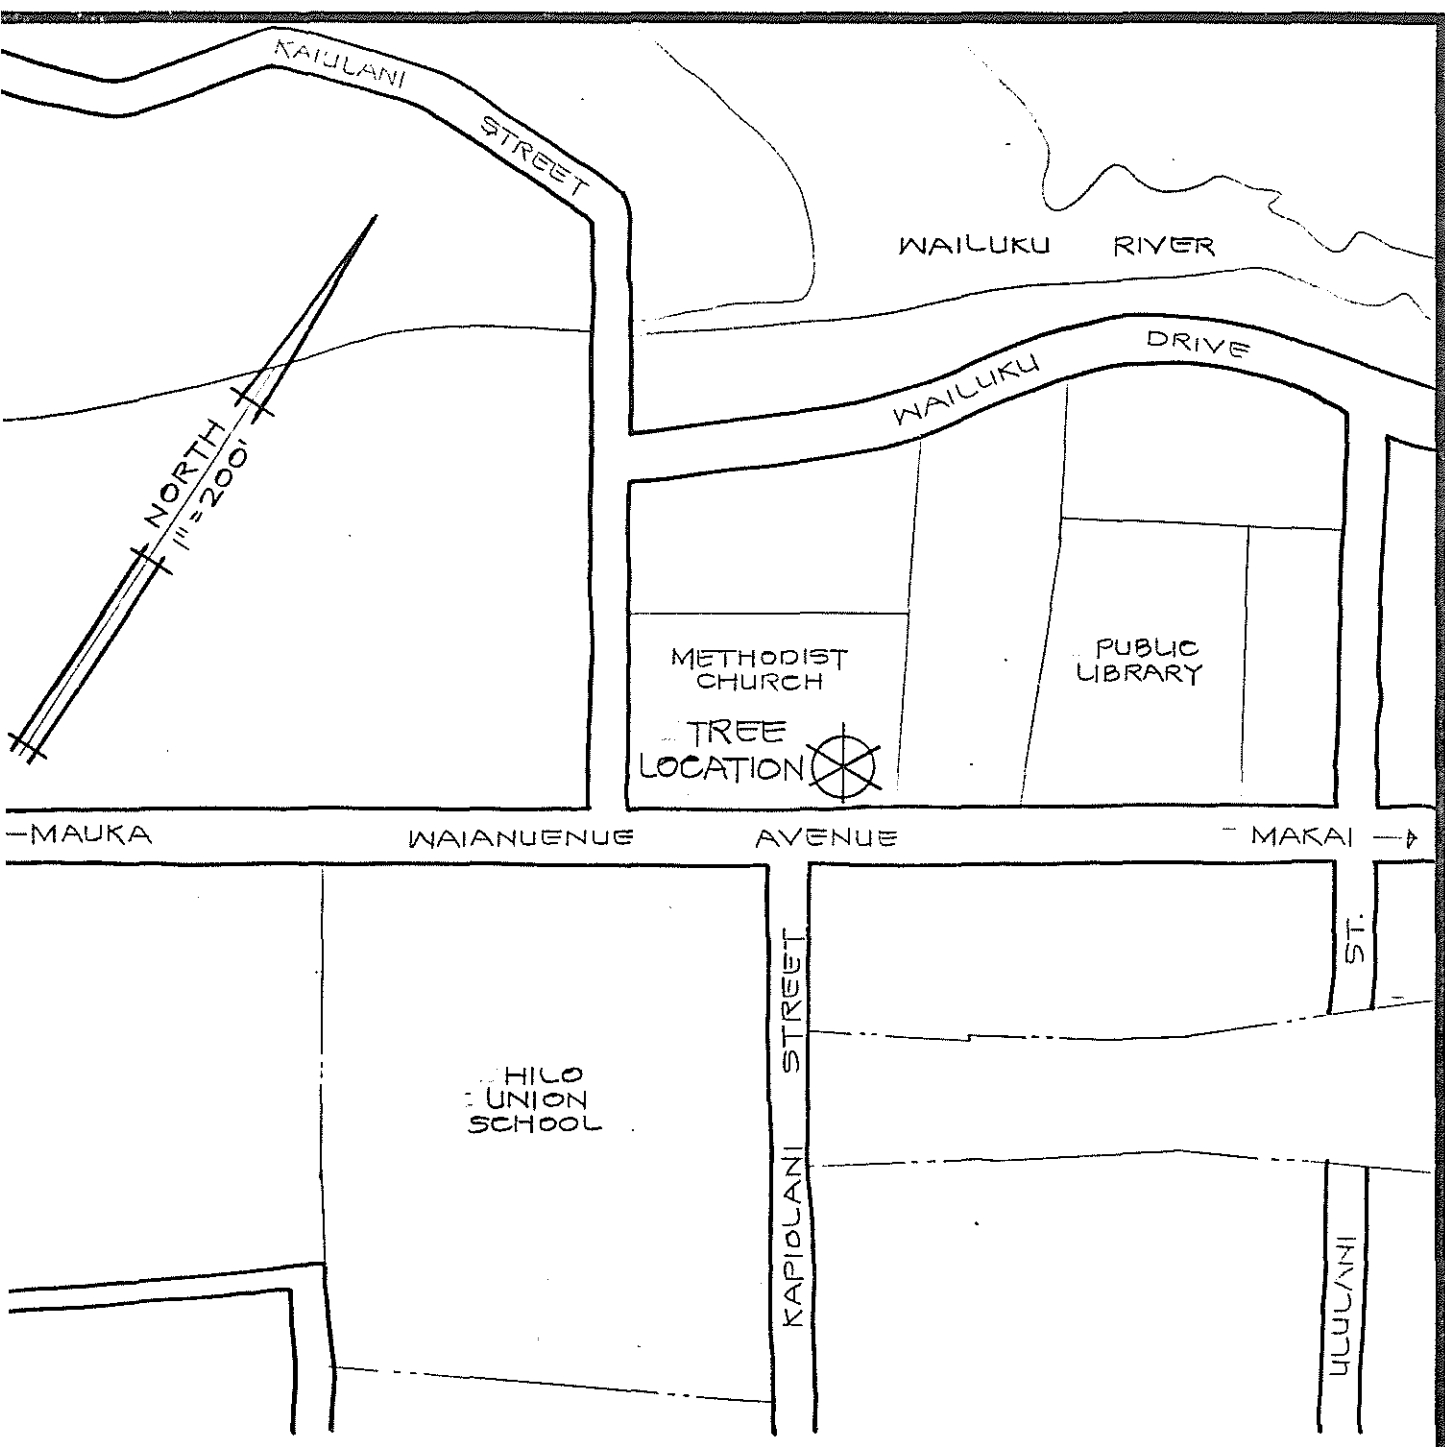 KAIULANI
STREET
WAILUKU RIVER
WAILUKU DRIVE
NORTH
1" = 200'
METHODIST
CHURCH
PUBLIC
LIBRARY
TREE
LOCATION
MAUKA
WAIANUENUE AVENUE
MAKAI
ST.
HILO
UNION
SCHOOL
KAPIOLANI STREET
ULULANI